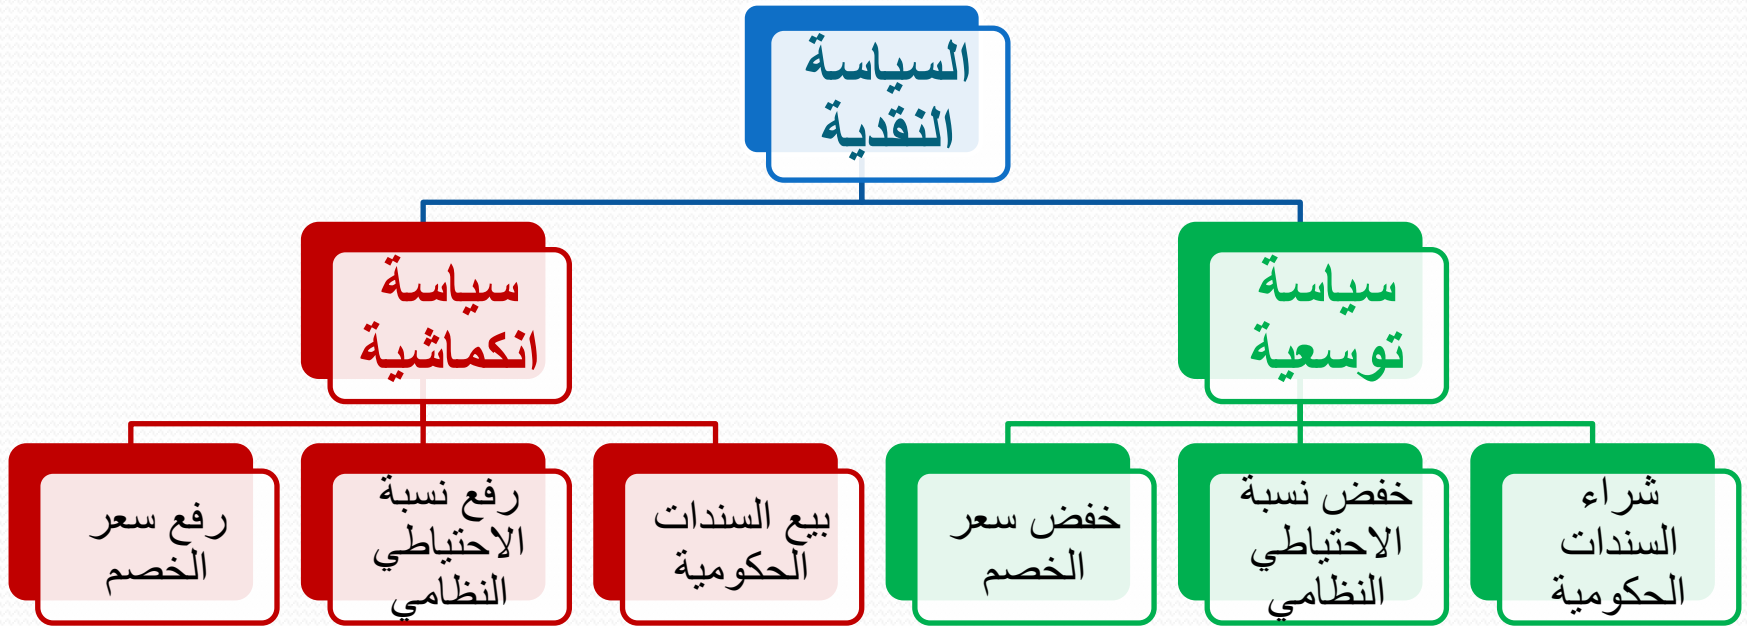 السياسة
النقدية
سياسة
توسعية
سياسة
انكماشية
شراء
السندات
الحكومية
خفض نسبة
الاحتياطي
النظامي
خفض سعر
الخصم
بيع السندات
الحكومية
رفع نسبة
الاحتياطي
النظامي
رفع سعر
الخصم